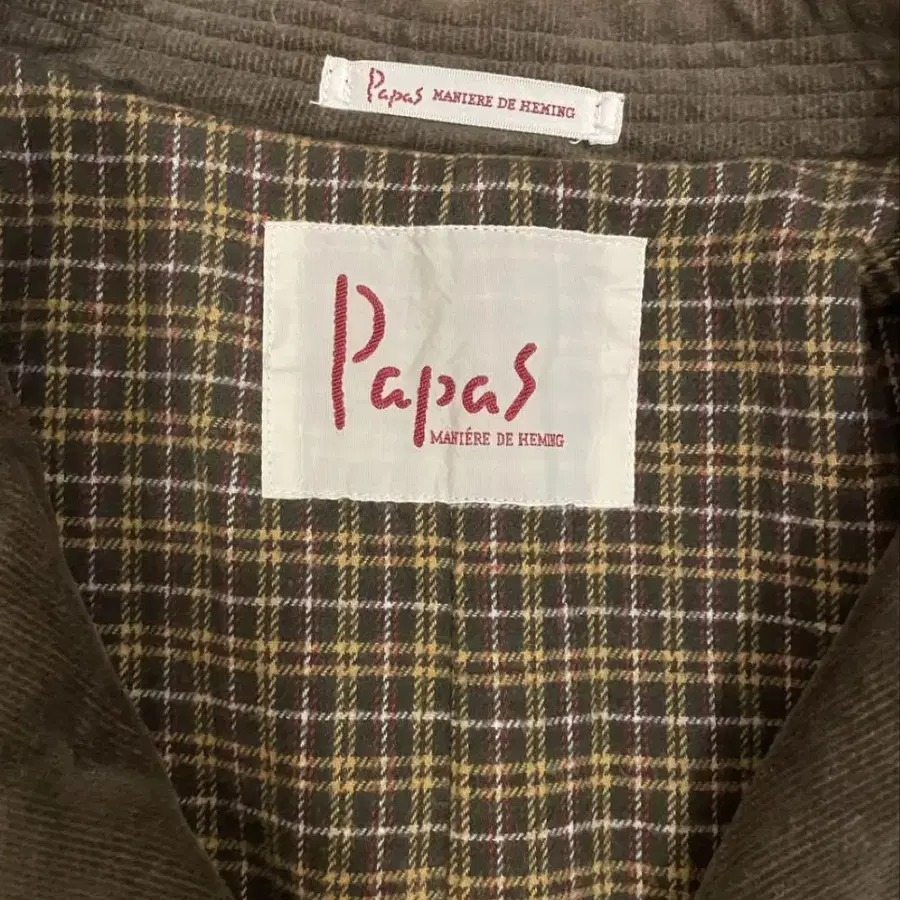 Papas MANIERE DE HEMING
Papas
MANIÉRE DE HEMING